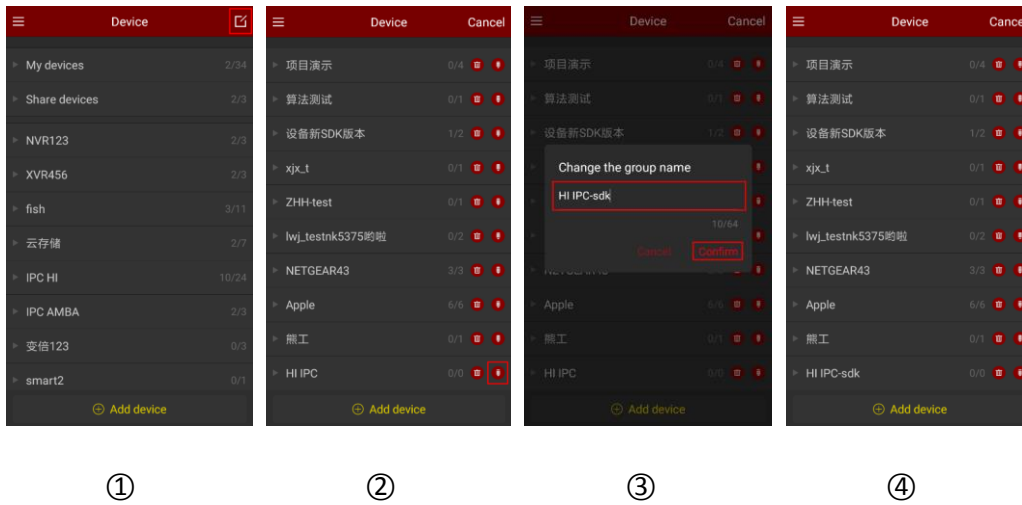 Device
My devices 2/34
Share devices 2/3
NVR123 2/3
XVR456 2/3
fish 3/11
云存储 2/7
IPC HI 10/24
IPC AMBA 2/3
变倍123 0/3
smart2 0/1
Add device
①
Device Cancel
项目演示 0/4
算法测试 0/1
设备新SDK版本 1/2
xjx_t 0/1
ZHH-test 0/1
lwj_testnk5375哟啦 0/2
NETGEAR43 3/3
Apple 6/6
熊工 0/1
HI IPC 0/0
Add device
②
Device Cancel
项目演示 0/4
算法测试 0/1
设备新SDK版本 1/2
Change the group name
HI IPC-sdk
10/64
Cancel Confirm
NETGEAR43
Apple 6/6
熊工 0/1
HI IPC 0/0
Add device
③
Device Cance
项目演示 0/4
算法测试 0/1
设备新SDK版本 1/2
xjx_t 0/1
ZHH-test 0/1
lwj_testnk5375哟啦 0/2
NETGEAR43 3/3
Apple 6/6
熊工 0/1
HI IPC-sdk 0/0
Add device
④